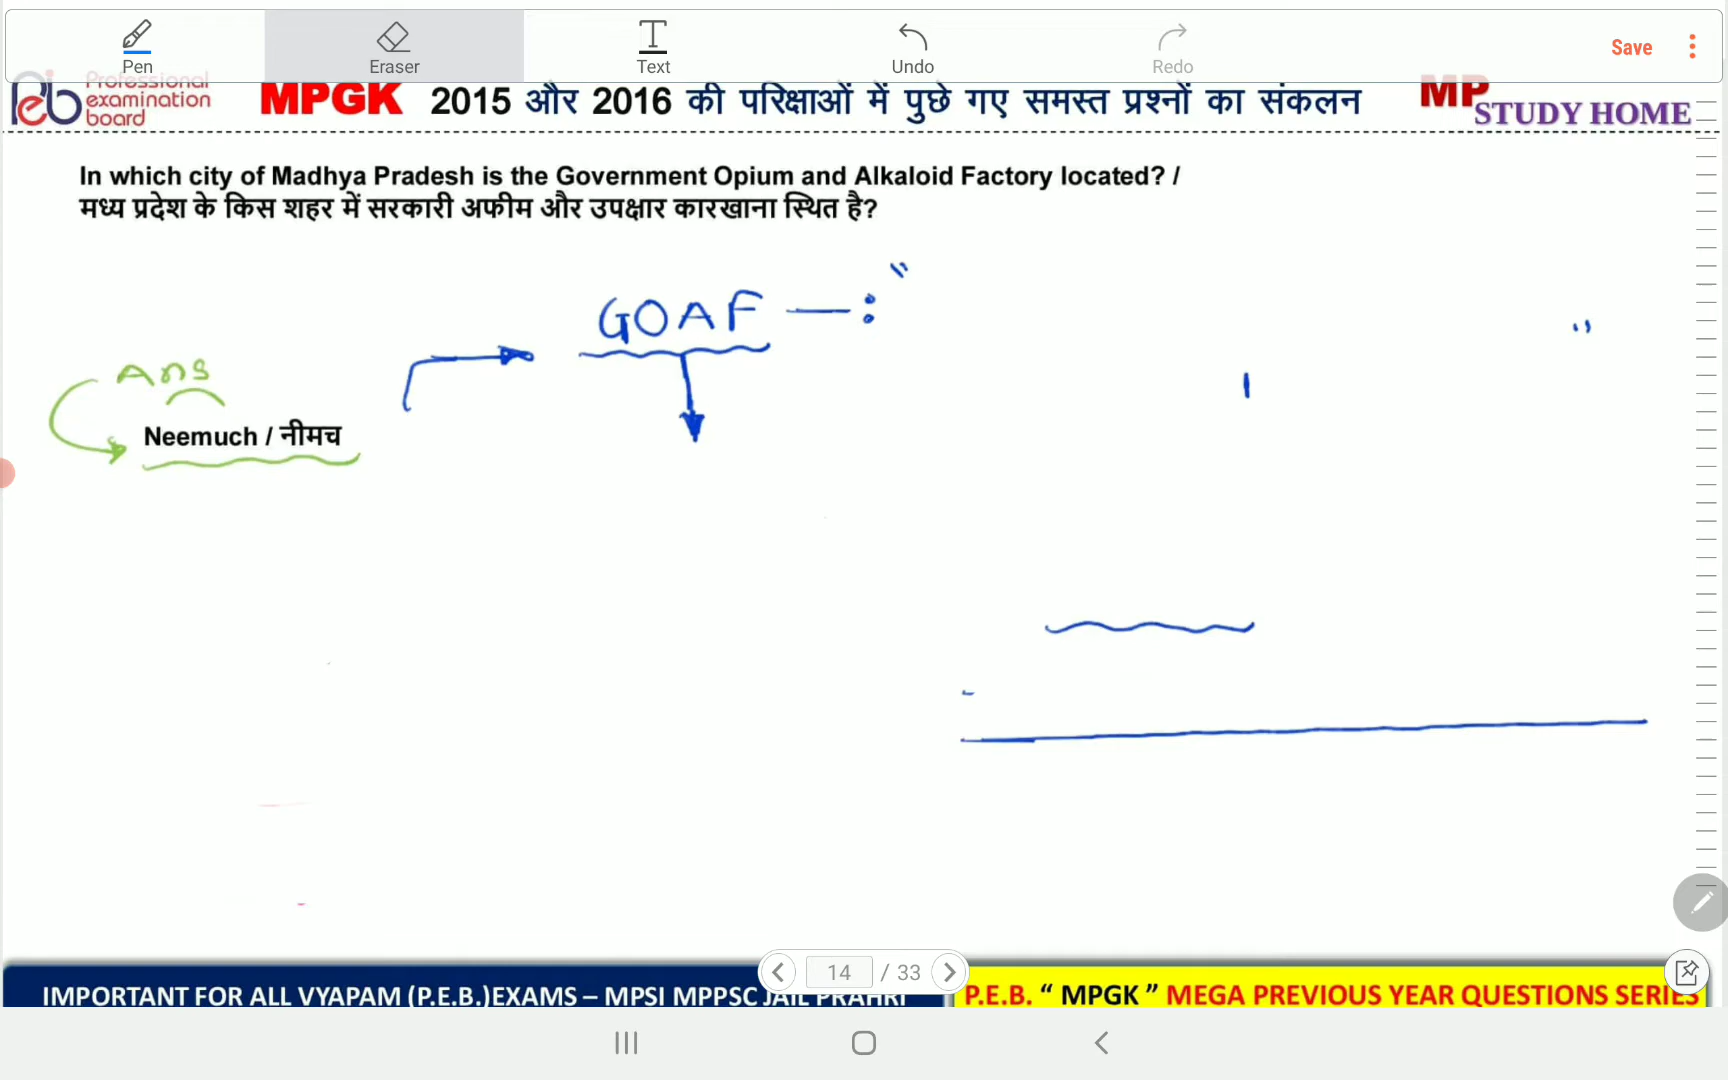 Pen
Eraser
Text
Undo
Redo
Save
Professional
examination
board
peb
MPGK 2015 और 2016 की परिक्षाओं में पुछे गए समस्त प्रश्नों का संकलन
MP
STUDY HOME
In which city of Madhya Pradesh is the Government Opium and Alkaloid Factory located? /
मध्य प्रदेश के किस शहर में सरकारी अफीम और उपक्षार कारखाना स्थित है?
GOAF —: "
"
Ans
Neemuch / नीमच
14 / 33
IMPORTANT FOR ALL VYAPAM (P.E.B.)EXAMS – MPSI MPPSC JAIL PRAHRI
P.E.B. “ MPGK ” MEGA PREVIOUS YEAR QUESTIONS SERIES